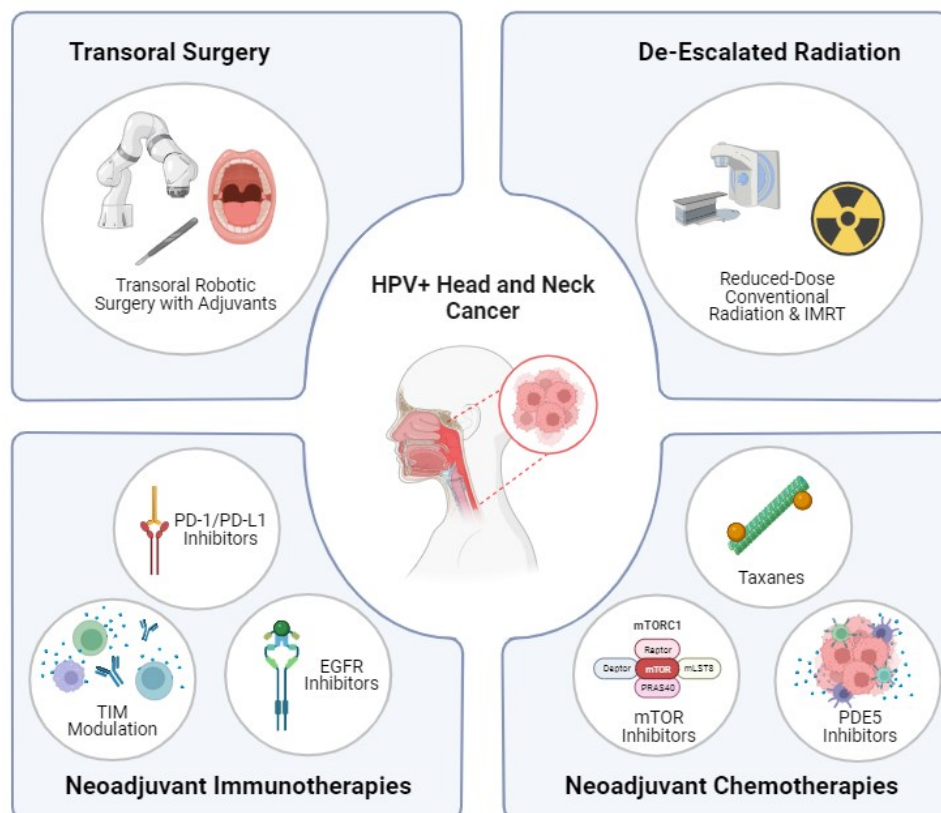 Transoral Surgery
Transoral Robotic
Surgery with Adjuvants
De-Escalated Radiation
Reduced-Dose
Conventional
Radiation & IMRT
HPV+ Head and Neck
Cancer
PD-1/PD-L1
Inhibitors
TIM
Modulation
EGFR
Inhibitors
Neoadjuvant Immunotherapies
Taxanes
mTORC1
Raptor
Deptor
mTOR
mLST8
PRAS40
mTOR
Inhibitors
PDE5
Inhibitors
Neoadjuvant Chemotherapies